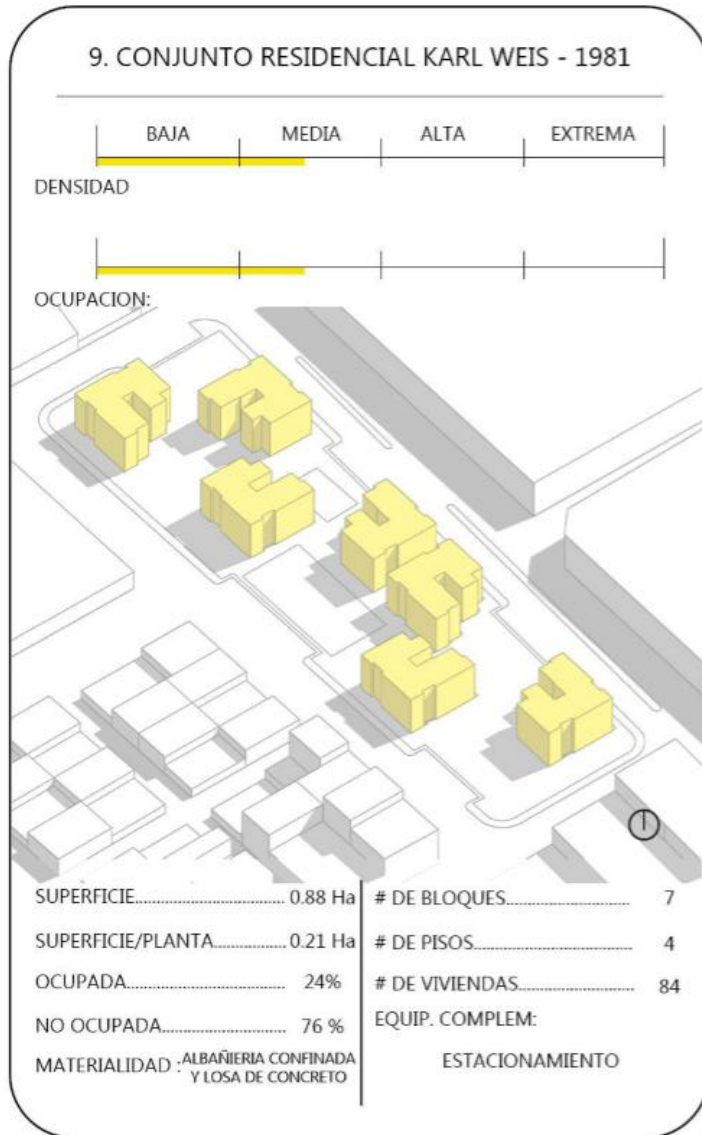 9. CONJUNTO RESIDENCIAL KARL WEIS - 1981
BAJA MEDIA ALTA EXTREMA
DENSIDAD
OCUPACION:
SUPERFICIE........................ 0.88 Ha
SUPERFICIE/PLANTA........... 0.21 Ha
OCUPADA............................. 24%
NO OCUPADA...................... 76 %
MATERIALIDAD : ALBAÑIERIA CONFINADA
Y LOSA DE CONCRETO
# DE BLOQUES................... 7
# DE PISOS......................... 4
# DE VIVIENDAS................. 84
EQUIP. COMPLEM:
ESTACIONAMIENTO